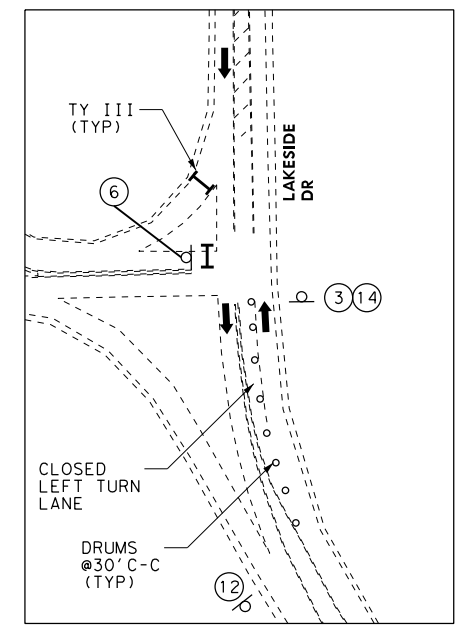 TY III
(TYP)
6
LAKESIDE
DR
3 14
CLOSED
LEFT TURN
LANE
DRUMS
@30'C-C
(TYP)
12